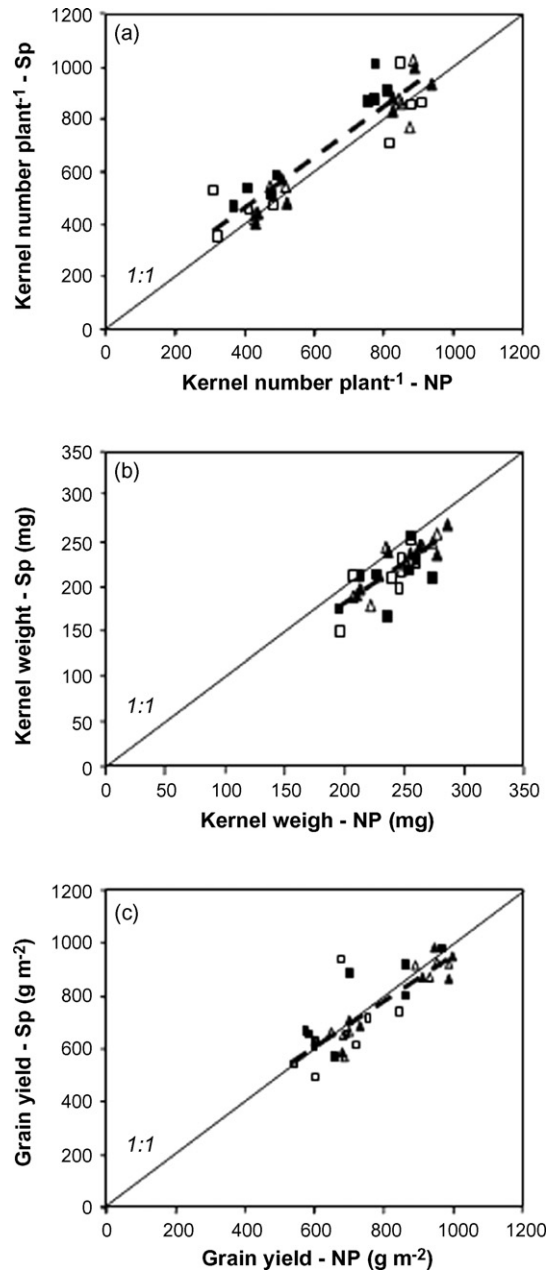 (a)
1200
1000
800
600
400
200
0
Kernel number plant⁻¹ - Sp
1:1
0 200 400 600 800 1000 1200
Kernel number plant⁻¹ - NP
(b)
350
300
250
200
150
100
50
0
Kernel weight - Sp (mg)
1:1
0 50 100 150 200 250 300 350
Kernel weigh - NP (mg)
(c)
1200
1000
800
600
400
200
0
Grain yield - Sp (g m⁻²)
1:1
0 200 400 600 800 1000 1200
Grain yield - NP (g m⁻²)